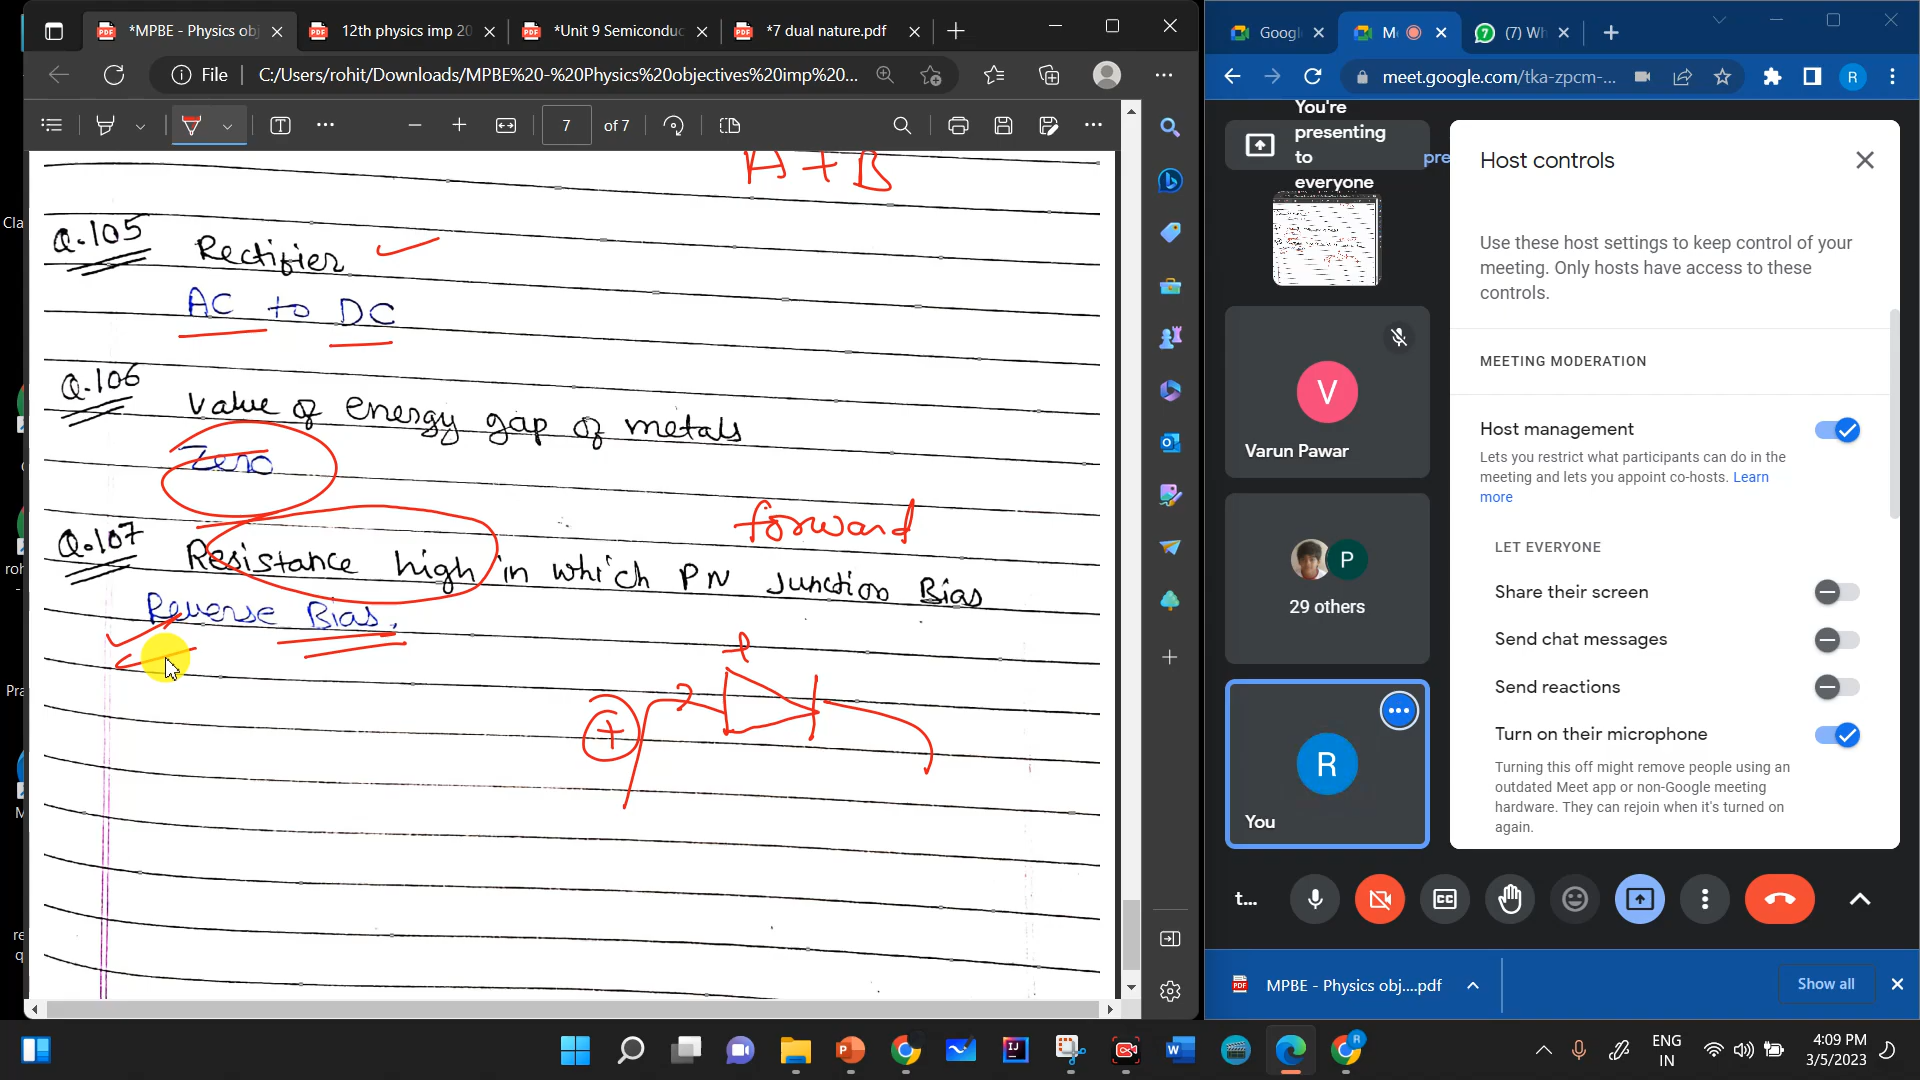 *MPBE - Physics obj
12th physics imp 20
*Unit 9 Semiconduc
*7 dual nature.pdf
File
C:/Users/rohit/Downloads/MPBE%20-%20Physics%20objectives%20imp%20...
7
of 7
A + B
Q.105
Rectifier
AC to DC
Q.106
Value of energy gap of metals
Zero
forward
Q.107
Resistance high in which PN Junction Bias
Reverse Bias.
+
+
Googl
M
(7) Wh
meet.google.com/tka-zpcm-...
R
You're presenting to everyone
pre
V
Varun Pawar
P
29 others
R
You
Host controls
Use these host settings to keep control of your
meeting. Only hosts have access to these
controls.
MEETING MODERATION
Host management
Lets you restrict what participants can do in the
meeting and lets you appoint co-hosts. Learn
more
LET EVERYONE
Share their screen
Send chat messages
Send reactions
Turn on their microphone
Turning this off might remove people using an
outdated Meet app or non-Google meeting
hardware. They can rejoin when it's turned on
again.
t...
MPBE - Physics obj....pdf
Show all
Cla
roh
-
Pra
M
re
q
ENG
IN
4:09 PM
3/5/2023